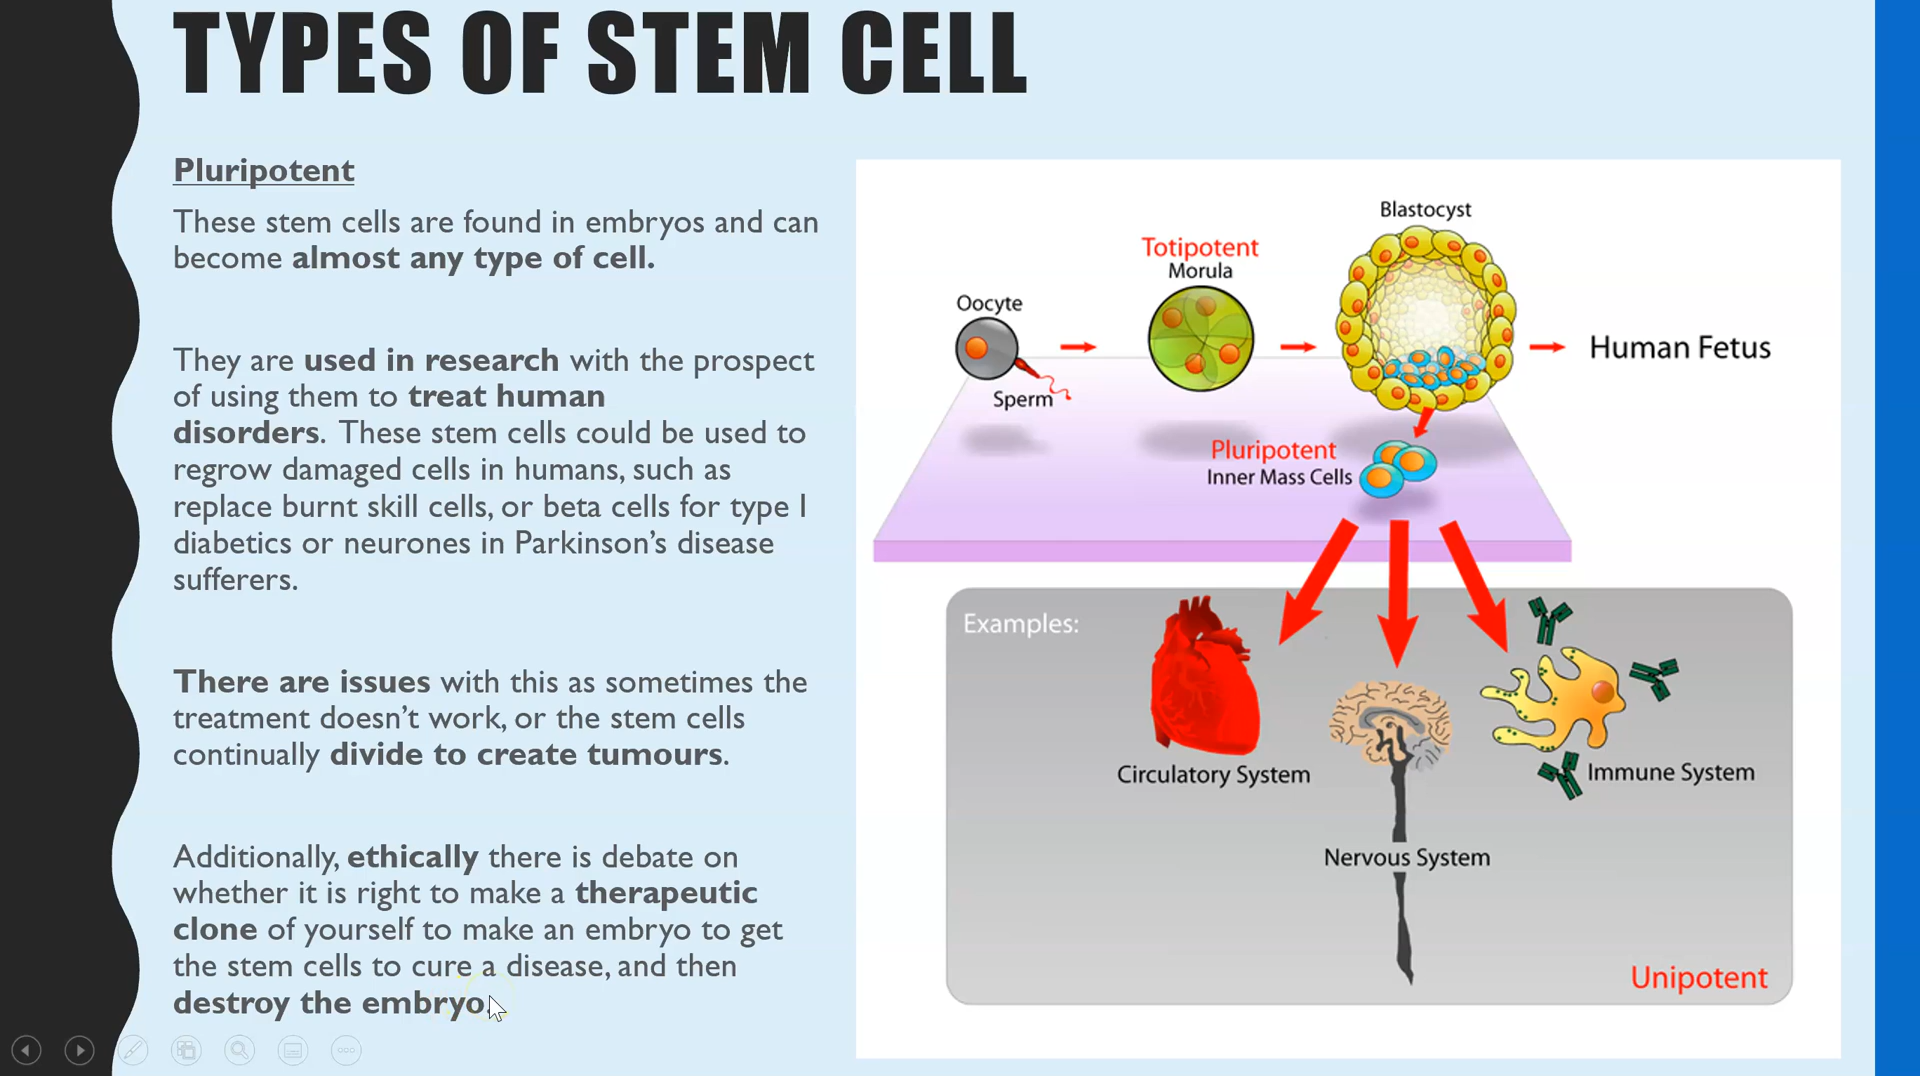 TYPES OF STEM CELL
Pluripotent
These stem cells are found in embryos and can
become almost any type of cell.
They are used in research with the prospect
of using them to treat human
disorders. These stem cells could be used to
regrow damaged cells in humans, such as
replace burnt skill cells, or beta cells for type I
diabetics or neurones in Parkinson's disease
sufferers.
There are issues with this as sometimes the
treatment doesn't work, or the stem cells
continually divide to create tumours.
Additionally, ethically there is debate on
whether it is right to make a therapeutic
clone of yourself to make an embryo to get
the stem cells to cure a disease, and then
destroy the embryo.
Blastocyst
Totipotent
Morula
Oocyte
Sperm
Human Fetus
Pluripotent
Inner Mass Cells
Examples:
Circulatory System
Immune System
Nervous System
Unipotent